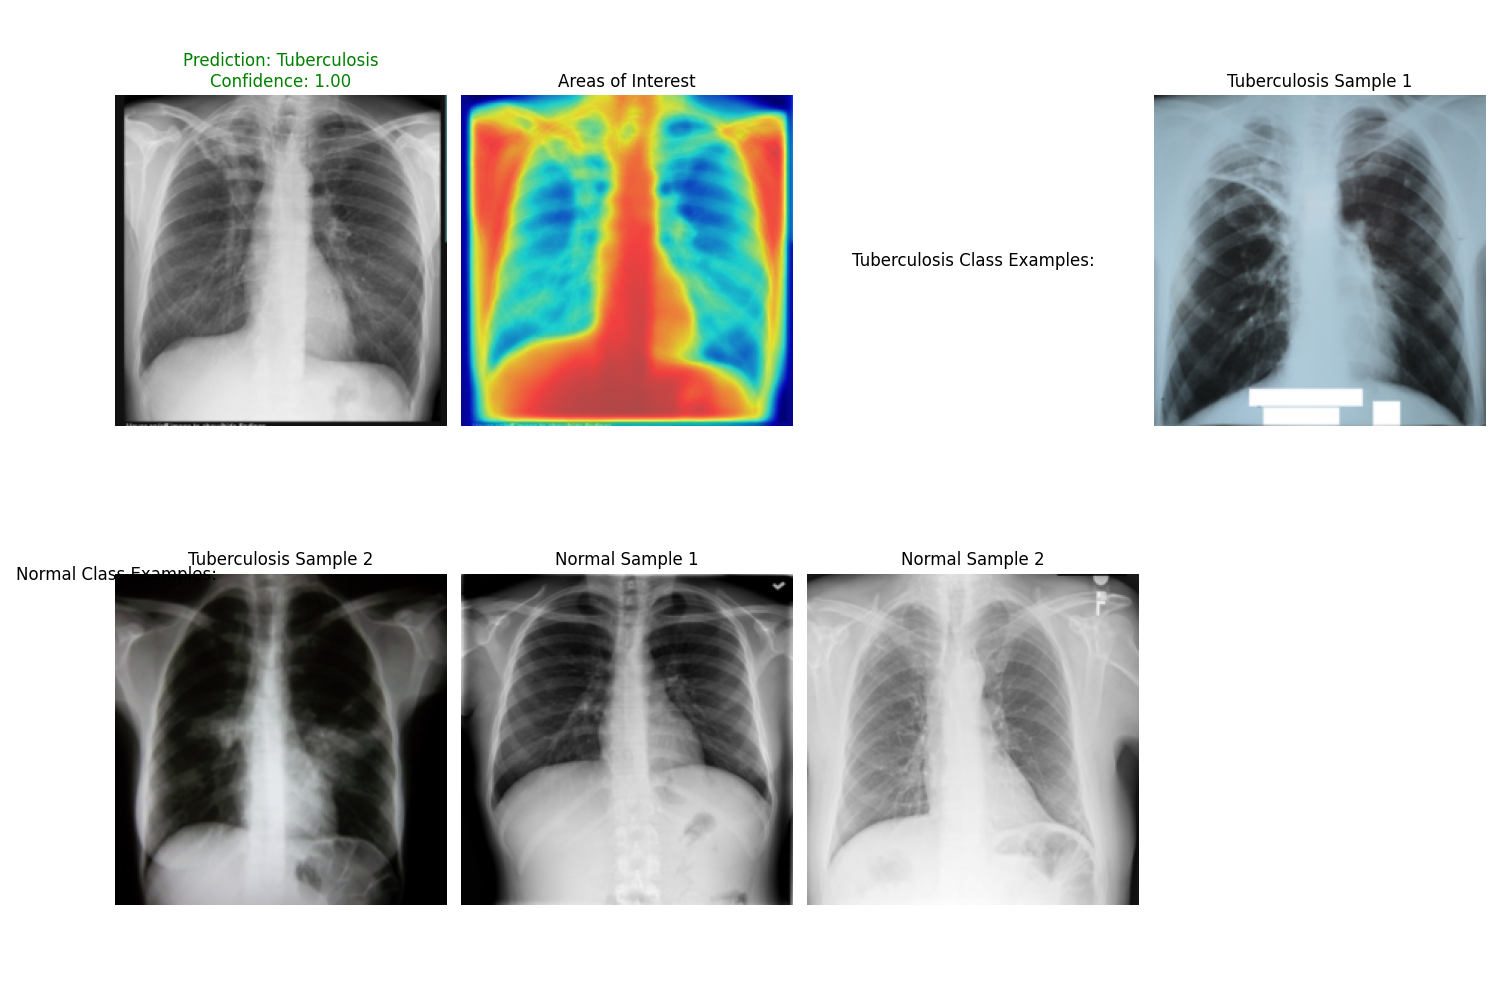 Prediction: Tuberculosis
Confidence: 1.00
Areas of Interest
Tuberculosis Class Examples:
Tuberculosis Sample 1
Normal Class Examples:
Tuberculosis Sample 2
Normal Sample 1
Normal Sample 2